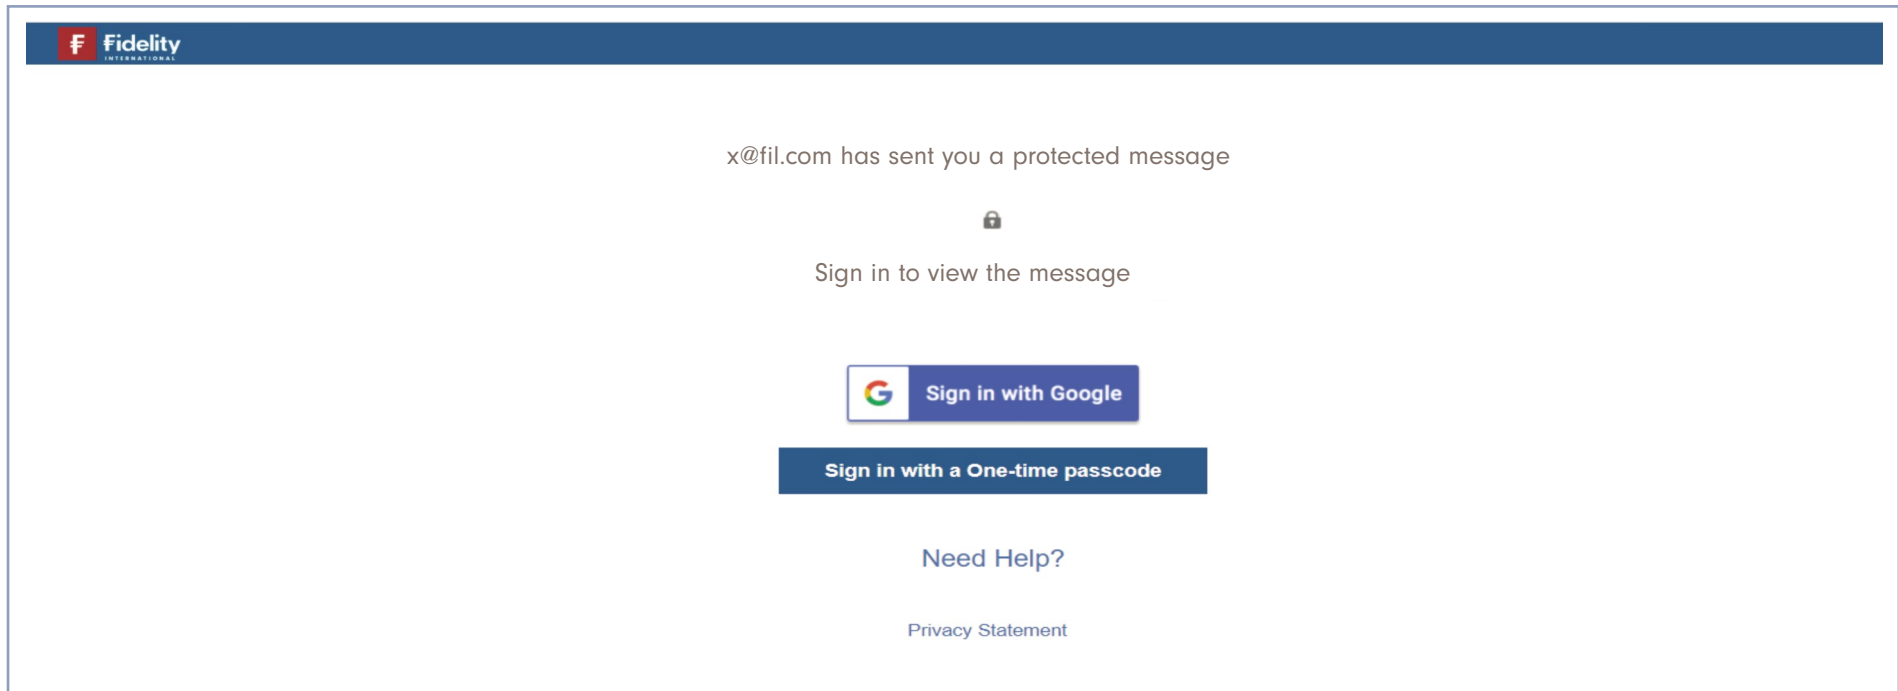 Fidelity
INTERNATIONAL
x@fil.com has sent you a protected message
Sign in to view the message
Sign in with Google
Sign in with a One-time passcode
Need Help?
Privacy Statement